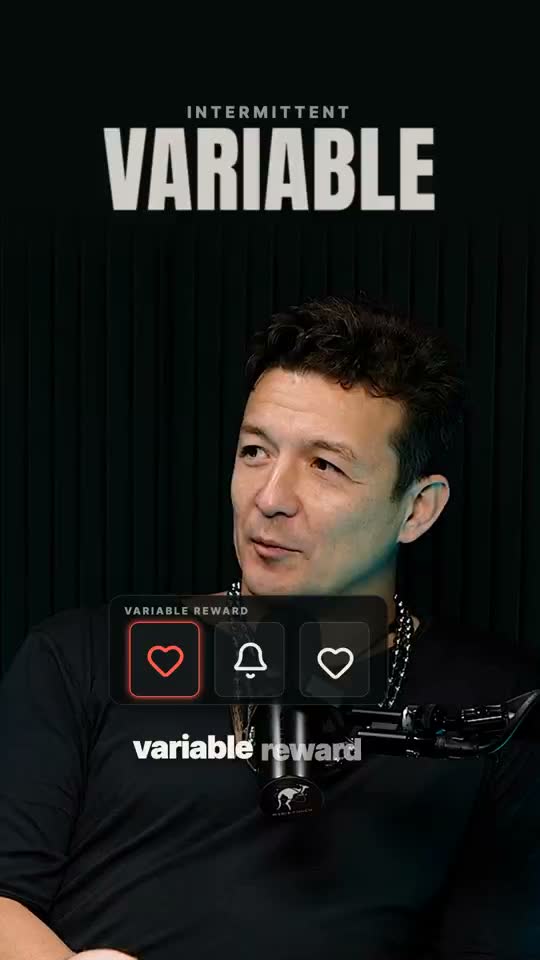 INTERMITTENT
VARIABLE
VARIABLE REWARD
variable reward